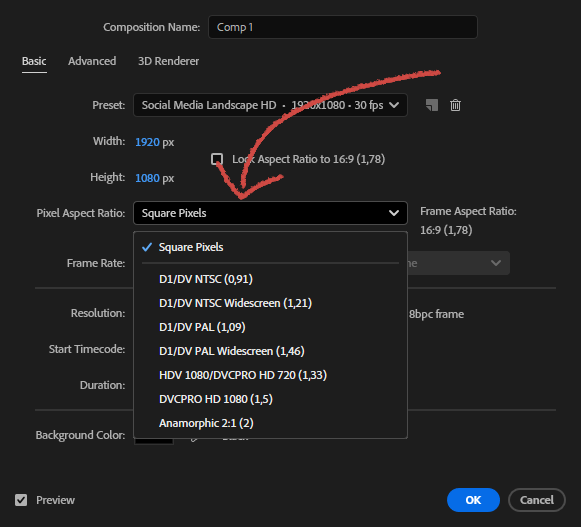 Composition Name: Comp 1
Basic Advanced 3D Renderer
Preset: Social Media Landscape HD • 1920x1080 • 30 fps
Width: 1920 px
Lock Aspect Ratio to 16:9 (1,78)
Height: 1080 px
Pixel Aspect Ratio: Square Pixels Frame Aspect Ratio:
16:9 (1,78)
Square Pixels
Frame Rate:
D1/DV NTSC (0,91)
D1/DV NTSC Widescreen (1,21)
Resolution: 8bpc frame
D1/DV PAL (1,09)
Start Timecode: D1/DV PAL Widescreen (1,46)
HDV 1080/DVCPRO HD 720 (1,33)
Duration:
DVCPRO HD 1080 (1,5)
Anamorphic 2:1 (2)
Background Color:
Preview OK Cancel